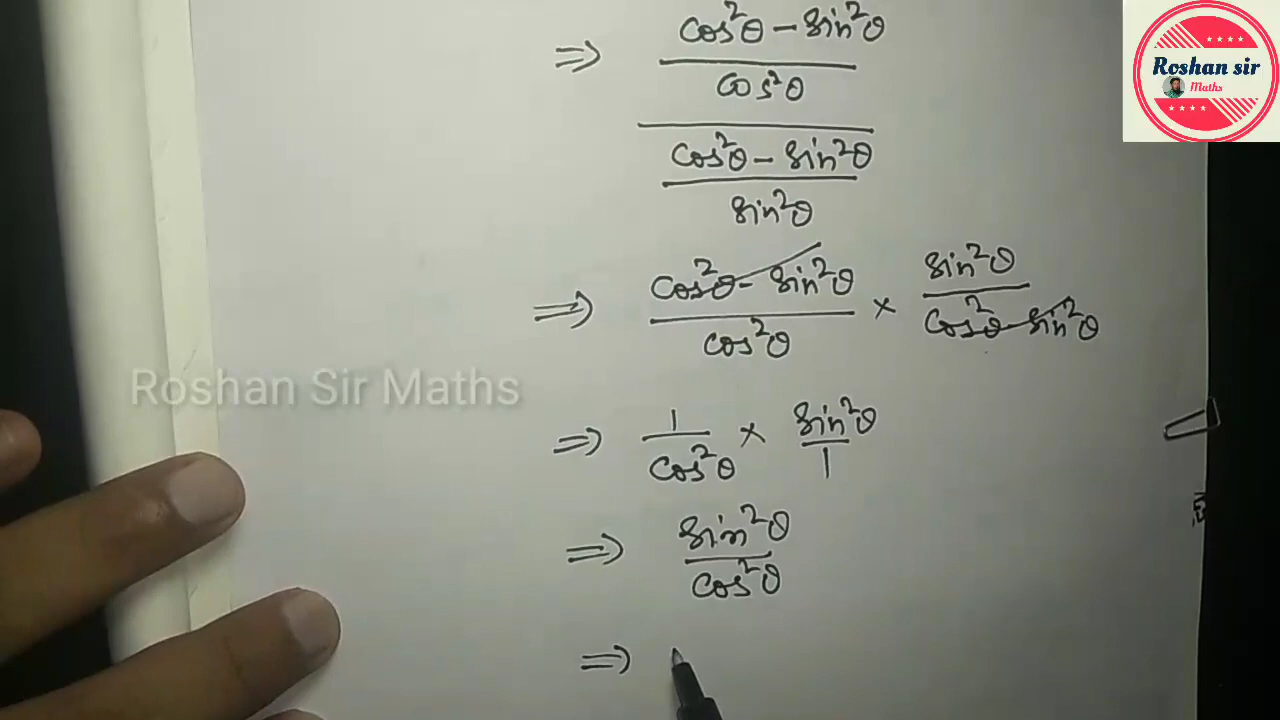 ⇒ cos²θ − sin²θ
cos²θ
cos²θ − sin²θ
sin²θ
⇒ cos²θ − sin²θ × sin²θ
cos²θ cos²θ − sin²θ
⇒ 1 × sin²θ
cos²θ 1
⇒ sin²θ
cos²θ
⇒
Roshan Sir Maths
Roshan sir
Maths